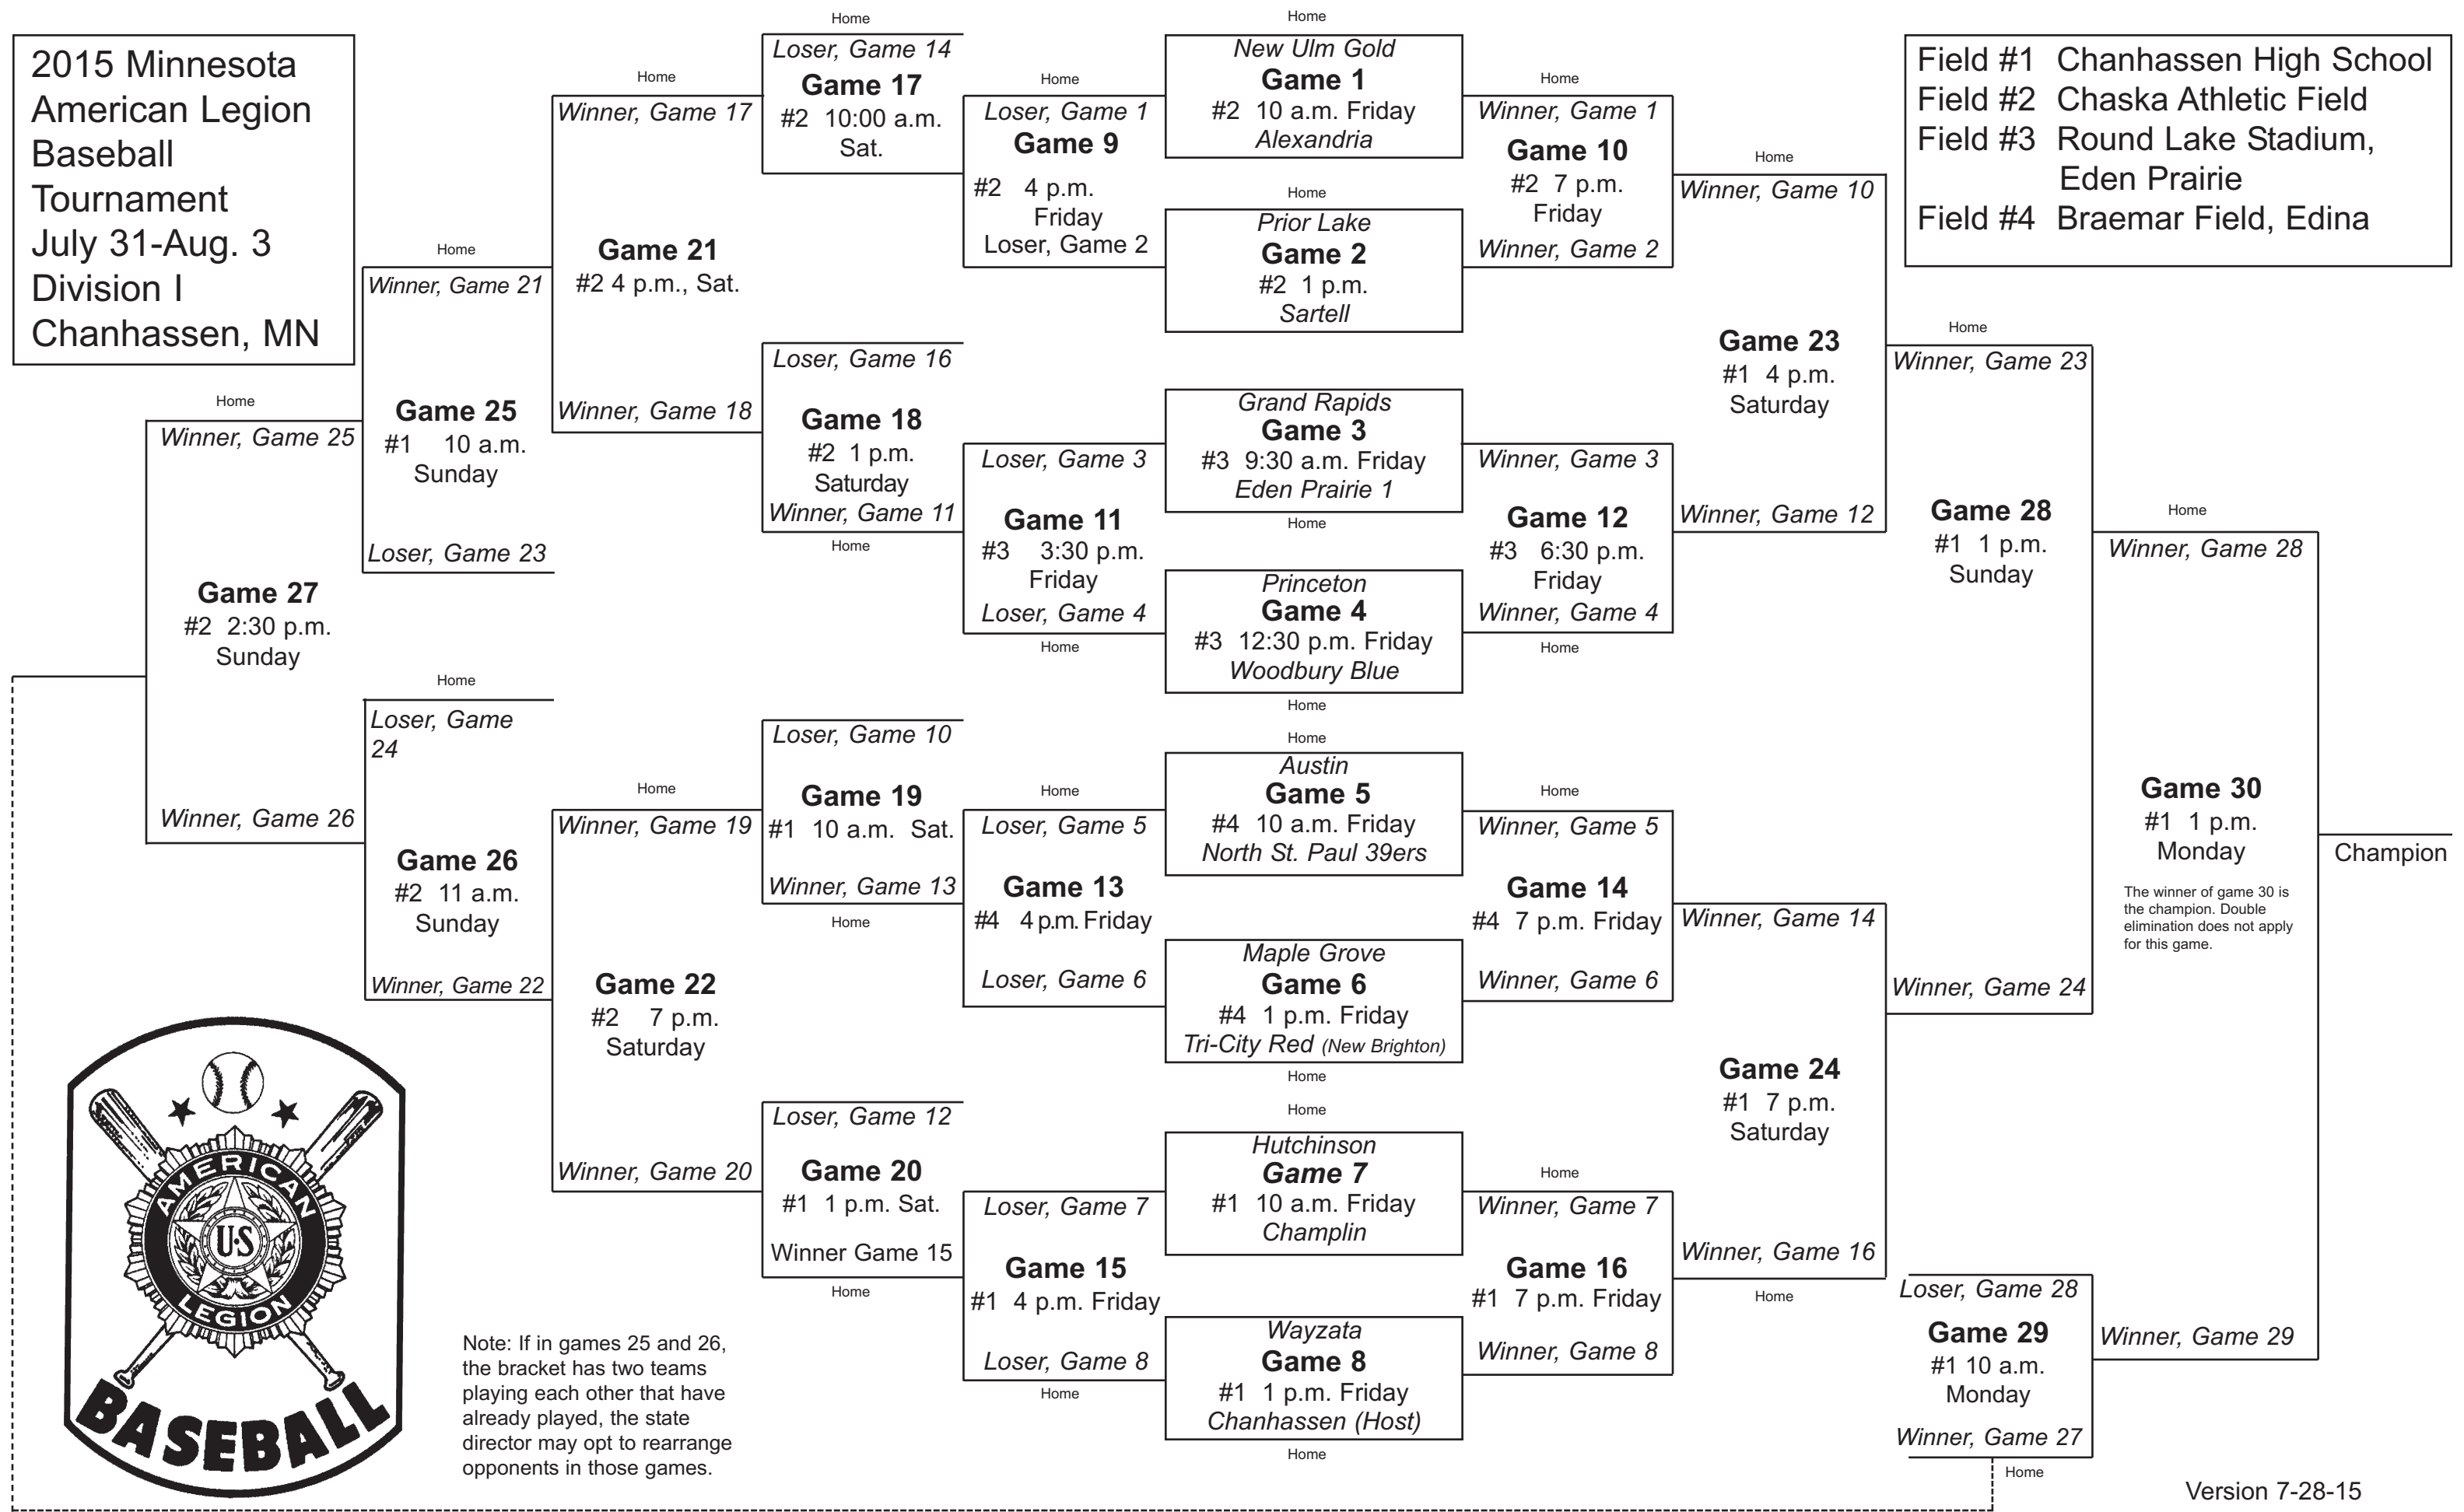 2015 Minnesota
American Legion
Baseball
Tournament
July 31-Aug. 3
Division I
Chanhassen, MN
Home
Winner, Game 25
Game 27
#2 2:30 p.m.
Sunday
Winner, Game 26
Home
Winner, Game 21
Game 25
#1 10 a.m.
Sunday
Loser, Game 23
Home
Loser, Game
24
Game 26
#2 11 a.m.
Sunday
Winner, Game 22
Home
Winner, Game 17
Game 21
#2 4 p.m., Sat.
Winner, Game 18
Home
Winner, Game 19
Game 22
#2 7 p.m.
Saturday
Winner, Game 20
Home
Loser, Game 14
Game 17
#2 10:00 a.m.
Sat.
Loser, Game 16
Game 18
#2 1 p.m.
Saturday
Winner, Game 11
Home
Loser, Game 10
Game 19
#1 10 a.m. Sat.
Winner, Game 13
Home
Loser, Game 12
Game 20
#1 1 p.m. Sat.
Winner Game 15
Home
Home
Loser, Game 1
Game 9
#2 4 p.m.
Friday
Loser, Game 2
Loser, Game 3
Game 11
#3 3:30 p.m.
Friday
Loser, Game 4
Home
Home
Loser, Game 5
Game 13
#4 4 p.m. Friday
Loser, Game 6
Loser, Game 7
Game 15
#1 4 p.m. Friday
Loser, Game 8
Home
Home
New Ulm Gold
Game 1
#2 10 a.m. Friday
Alexandria
Home
Prior Lake
Game 2
#2 1 p.m.
Sartell
Grand Rapids
Game 3
#3 9:30 a.m. Friday
Eden Prairie 1
Home
Princeton
Game 4
#3 12:30 p.m. Friday
Woodbury Blue
Home
Home
Austin
Game 5
#4 10 a.m. Friday
North St. Paul 39ers
Maple Grove
Game 6
#4 1 p.m. Friday
Tri-City Red (New Brighton)
Home
Home
Hutchinson
Game 7
#1 10 a.m. Friday
Champlin
Wayzata
Game 8
#1 1 p.m. Friday
Chanhassen (Host)
Home
Home
Winner, Game 1
Game 10
#2 7 p.m.
Friday
Winner, Game 2
Winner, Game 3
Game 12
#3 6:30 p.m.
Friday
Winner, Game 4
Home
Home
Winner, Game 5
Game 14
#4 7 p.m. Friday
Winner, Game 6
Home
Winner, Game 7
Game 16
#1 7 p.m. Friday
Winner, Game 8
Home
Winner, Game 10
Game 23
#1 4 p.m.
Saturday
Winner, Game 12
Winner, Game 14
Game 24
#1 7 p.m.
Saturday
Winner, Game 16
Home
Field #1 Chanhassen High School
Field #2 Chaska Athletic Field
Field #3 Round Lake Stadium,
Eden Prairie
Field #4 Braemar Field, Edina
Home
Winner, Game 23
Game 28
#1 1 p.m.
Sunday
Winner, Game 24
Loser, Game 28
Game 29
#1 10 a.m.
Monday
Winner, Game 27
Home
Home
Winner, Game 28
Game 30
#1 1 p.m.
Monday
The winner of game 30 is
the champion. Double
elimination does not apply
for this game.
Winner, Game 29
Champion
AMERICAN
U·S
LEGION
BASEBALL
Note: If in games 25 and 26,
the bracket has two teams
playing each other that have
already played, the state
director may opt to rearrange
opponents in those games.
Version 7-28-15